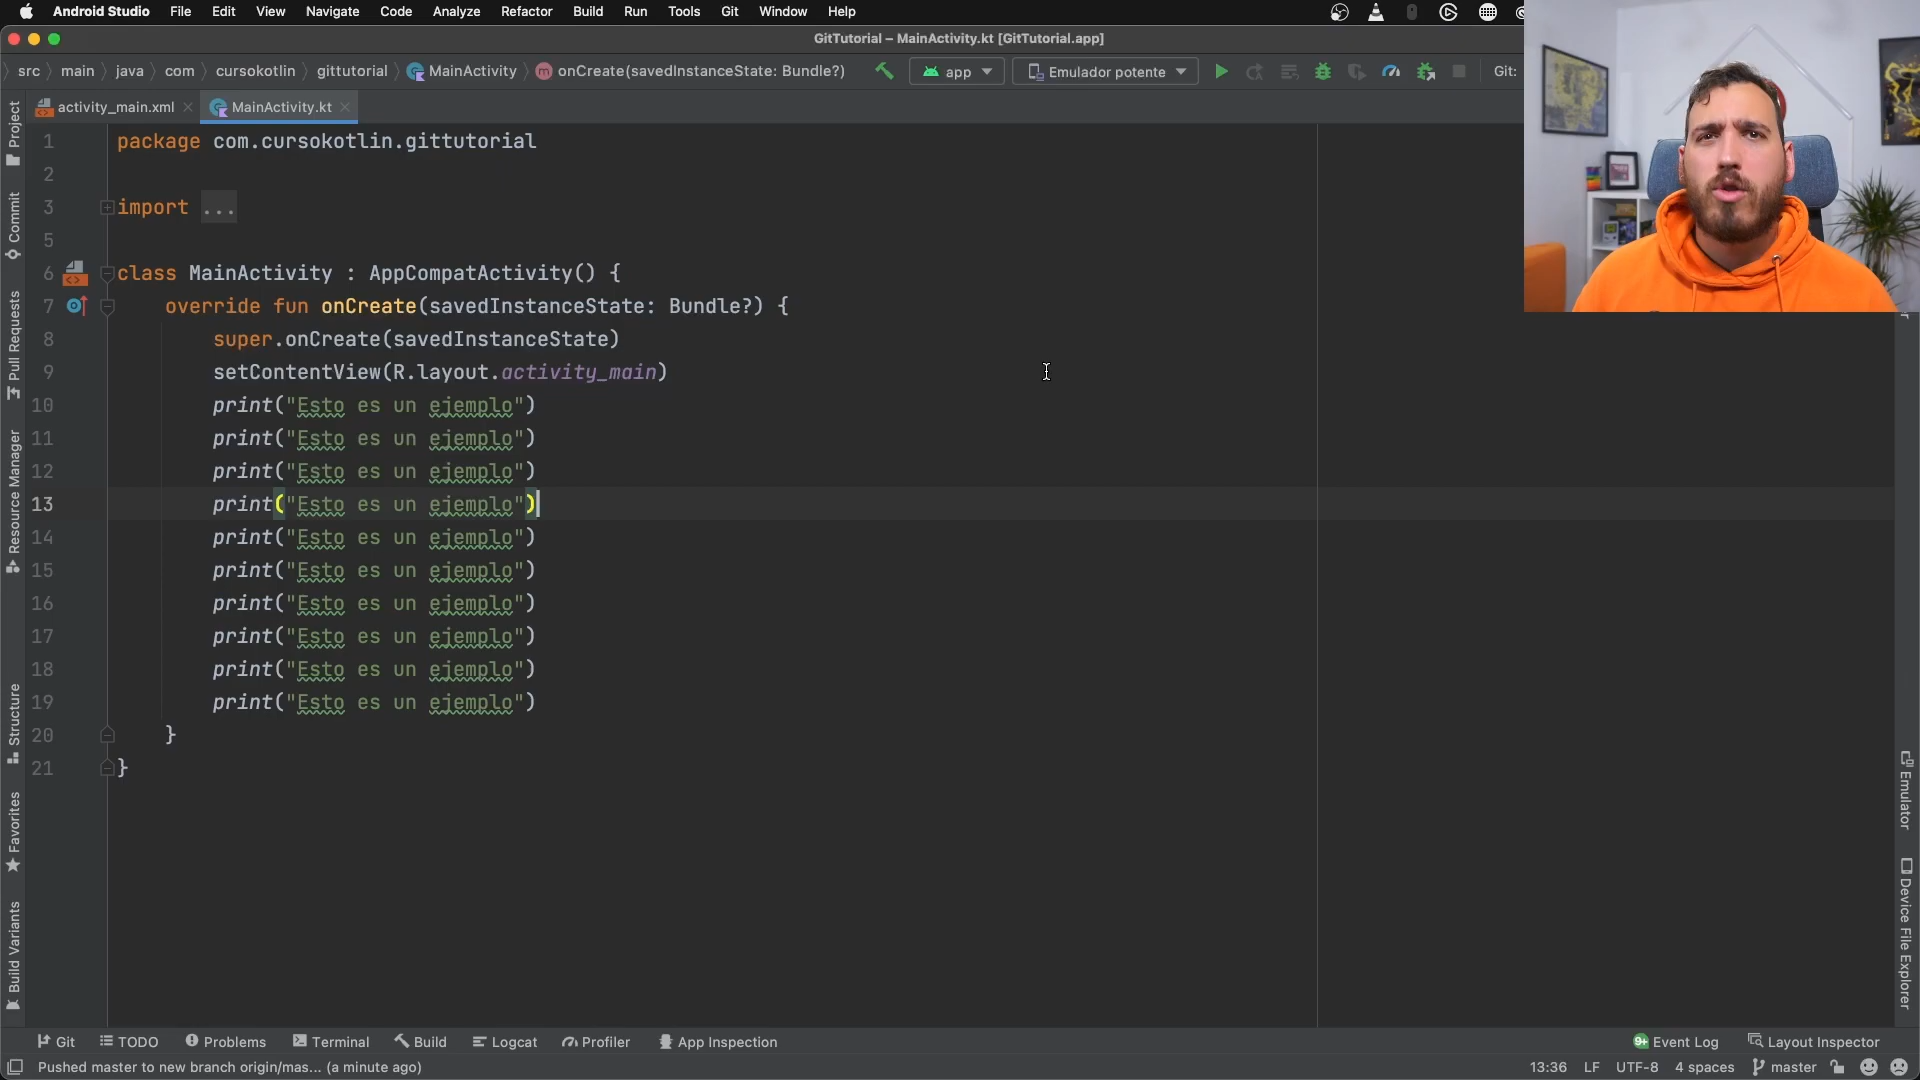 Android Studio File Edit View Navigate Code Analyze Refactor Build Run Tools Git Window Help
GitTutorial – MainActivity.kt [GitTutorial.app]
src main java com cursokotlin gittutorial MainActivity onCreate(savedInstanceState: Bundle?) app Emulador potente Git:
activity_main.xml MainActivity.kt
Project
Commit
Pull Requests
Resource Manager
Structure
Favorites
Build Variants
1 package com.cursokotlin.gittutorial
2
3 import ...
5
6 class MainActivity : AppCompatActivity() {
7 override fun onCreate(savedInstanceState: Bundle?) {
8 super.onCreate(savedInstanceState)
9 setContentView(R.layout.activity_main)
10 print("Esto es un ejemplo")
11 print("Esto es un ejemplo")
12 print("Esto es un ejemplo")
13 print("Esto es un ejemplo")
14 print("Esto es un ejemplo")
15 print("Esto es un ejemplo")
16 print("Esto es un ejemplo")
17 print("Esto es un ejemplo")
18 print("Esto es un ejemplo")
19 print("Esto es un ejemplo")
20 }
21 }
Emulator
Device File Explorer
Git TODO Problems Terminal Build Logcat Profiler App Inspection 9+ Event Log Layout Inspector
Pushed master to new branch origin/mas... (a minute ago) 13:36 LF UTF-8 4 spaces master